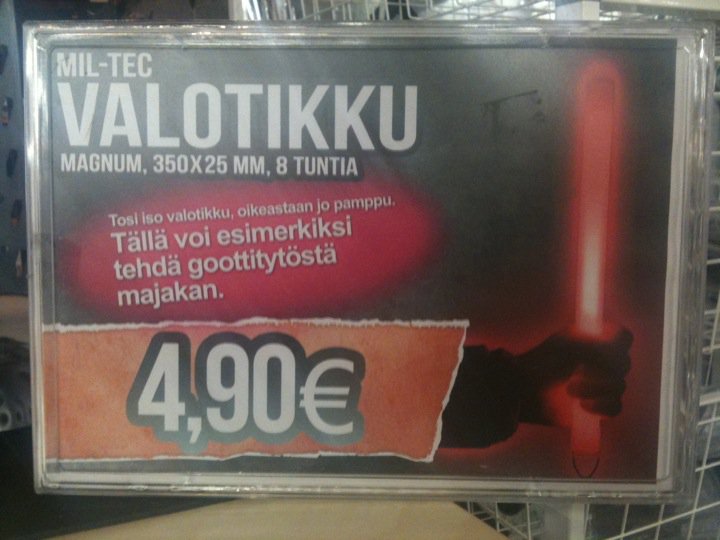 MIL-TEC
VALOTIKKU
MAGNUM, 350X25 MM, 8 TUNTIA
Tosi iso valotikku, oikeastaan jo pamppu.
Tällä voi esimerkiksi
tehdä goottitytöstä
majakan.
4,90€